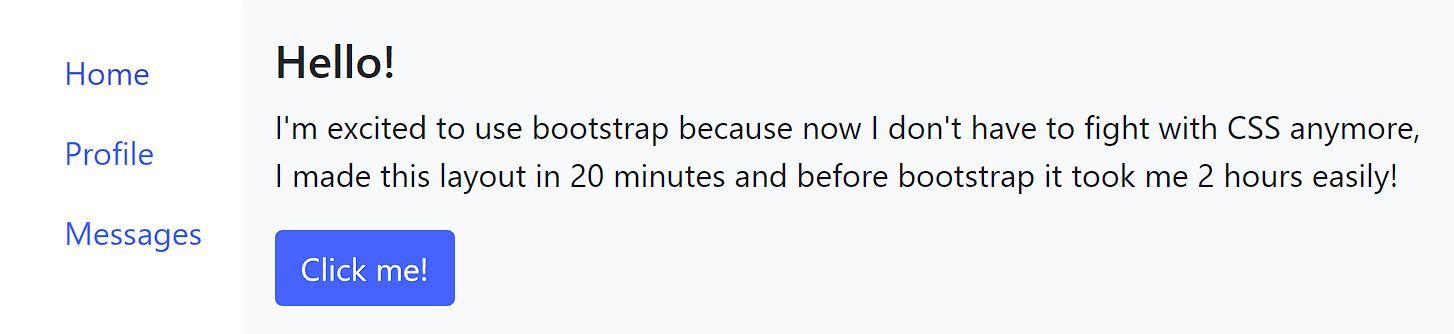 Home
Profile
Messages
Hello!
I'm excited to use bootstrap because now I don't have to fight with CSS anymore,
I made this layout in 20 minutes and before bootstrap it took me 2 hours easily!
Click me!